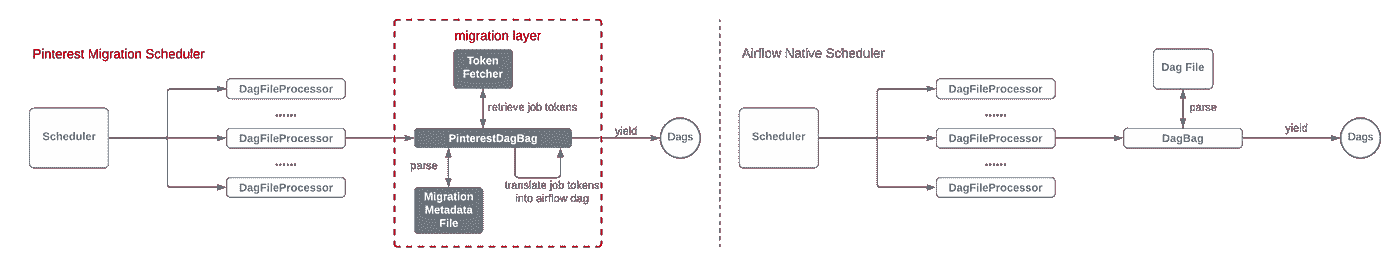 Pinterest Migration Scheduler
Scheduler
DagFileProcessor
......
DagFileProcessor
......
DagFileProcessor
migration layer
Token
Fetcher
retrieve job tokens
PinterestDagBag
parse
translate job tokens
into airflow dag
Migration
Metadata
File
yield
Dags
Airflow Native Scheduler
Scheduler
DagFileProcessor
......
DagFileProcessor
......
DagFileProcessor
Dag File
parse
DagBag
yield
Dags